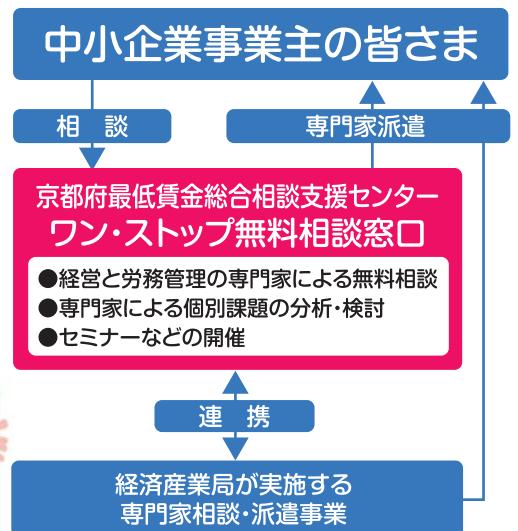 中小企業事業主の皆さま
相 談
専門家派遣
京都府最低賃金総合相談支援センター
ワン・ストップ無料相談窓口
●経営と労務管理の専門家による無料相談
●専門家による個別課題の分析・検討
●セミナーなどの開催
連 携
経済産業局が実施する
専門家相談・派遣事業